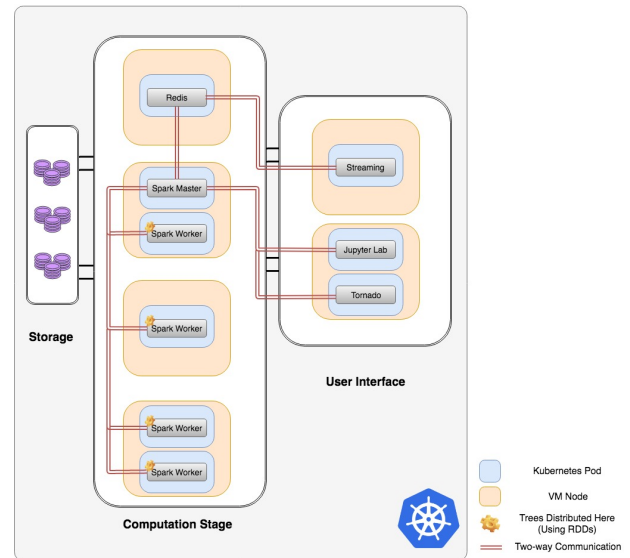 Redis
Streaming
Spark Master
Spark Worker
Jupyter Lab
Tornado
Storage
Spark Worker
User Interface
Spark Worker
Spark Worker
Computation Stage
Kubernetes Pod
VM Node
Trees Distributed Here
(Using RDDs)
Two-way Communication